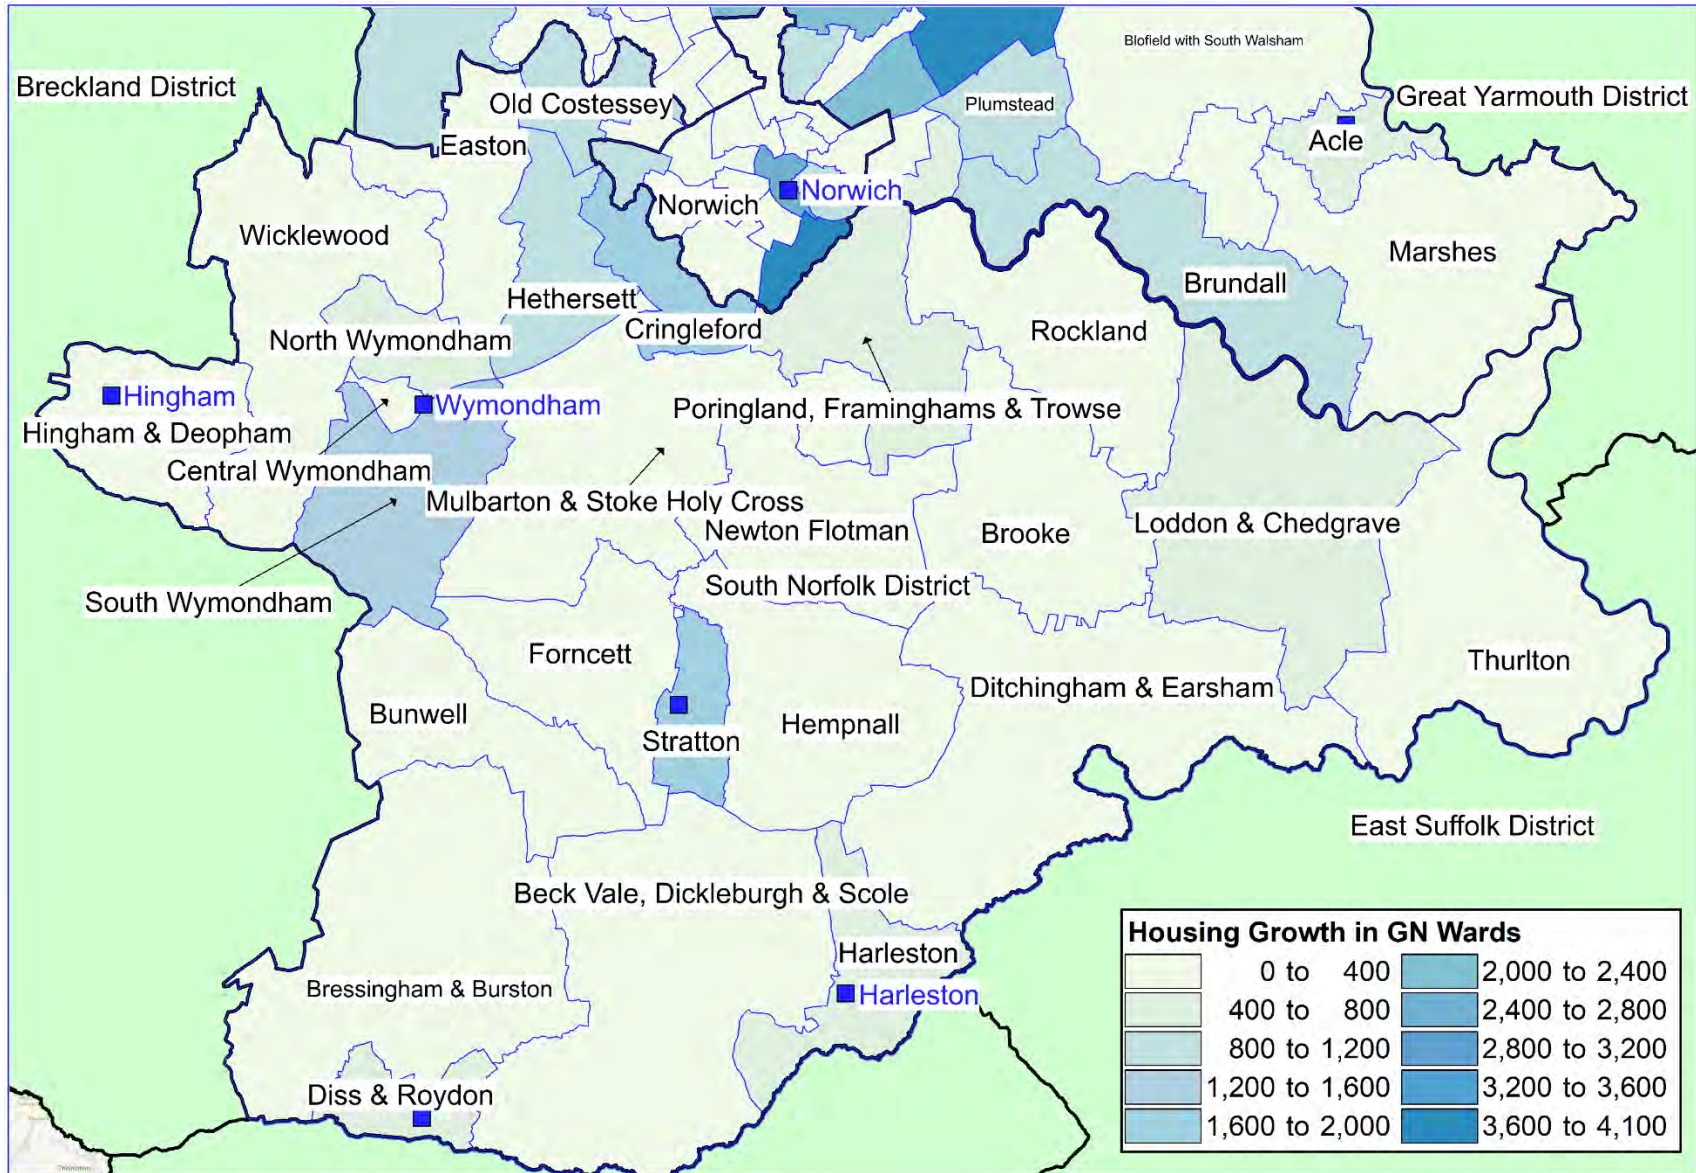 Blofield with South Walsham
Breckland District
Old Costessey
Plumstead
Great Yarmouth District
Easton
Acle
Norwich
Norwich
Wicklewood
Marshes
Brundall
Hethersett
Cringleford
Rockland
North Wymondham
Hingham
Wymondham
Poringland, Framinghams & Trowse
Hingham & Deopham
Central Wymondham
Mulbarton & Stoke Holy Cross
Newton Flotman
Brooke
Loddon & Chedgrave
South Norfolk District
South Wymondham
Forncett
Thurlton
Ditchingham & Earsham
Bunwell
Hempnall
Stratton
East Suffolk District
Beck Vale, Dickleburgh & Scole
Harleston
Bressingham & Burston
Harleston
Diss & Roydon
Housing Growth in GN Wards
0 to 400
400 to 800
800 to 1,200
1,200 to 1,600
1,600 to 2,000
2,000 to 2,400
2,400 to 2,800
2,800 to 3,200
3,200 to 3,600
3,600 to 4,100